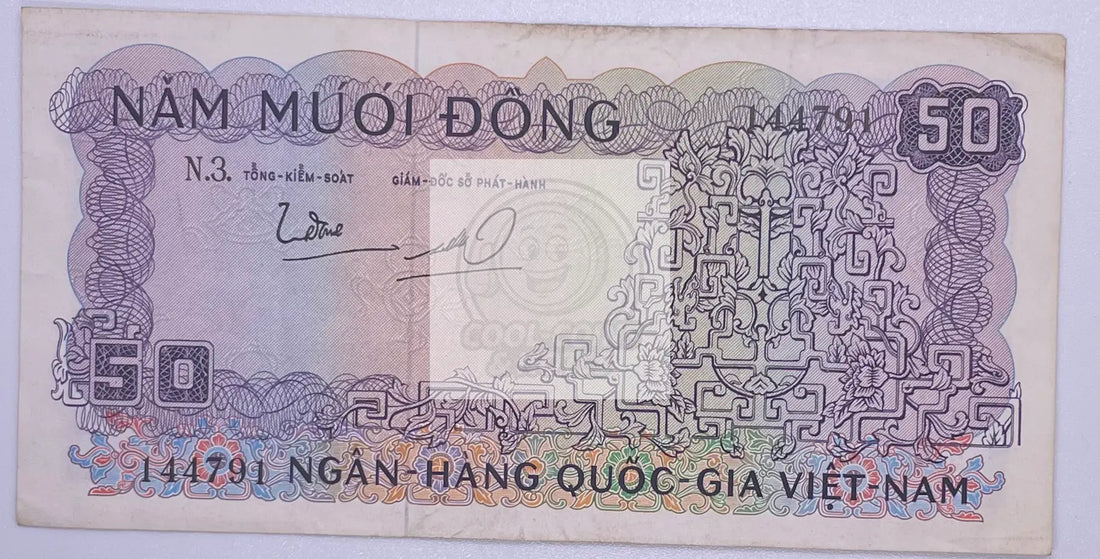 NĂM MƯƠI ĐỒNG
144791
50
N.3. TỔNG-KIỂM-SOÁT
GIÁM-ĐỐC SỞ PHÁT-HÀNH
50
144791 NGÂN-HÀNG QUỐC-GIA VIỆT-NAM